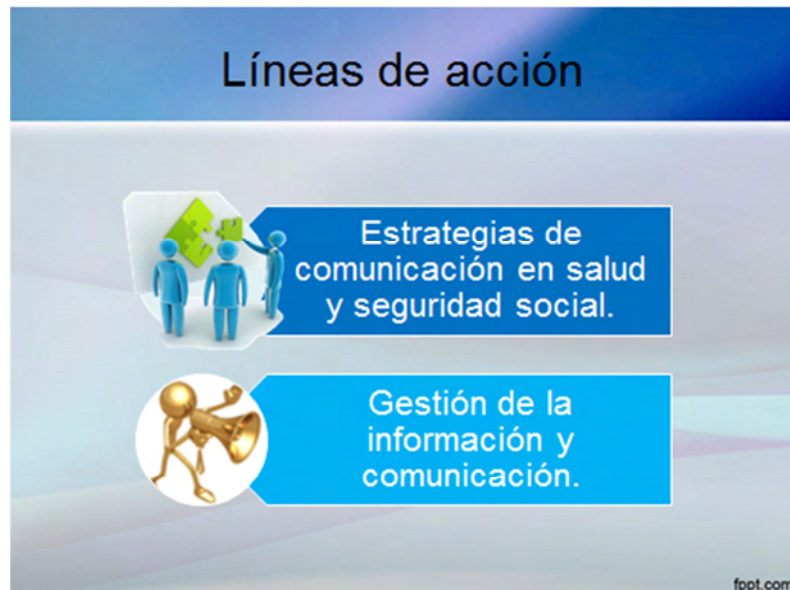 Líneas de acción
Estrategias de
comunicación en salud
y seguridad social.
Gestión de la
información y
comunicación.
fppt.com